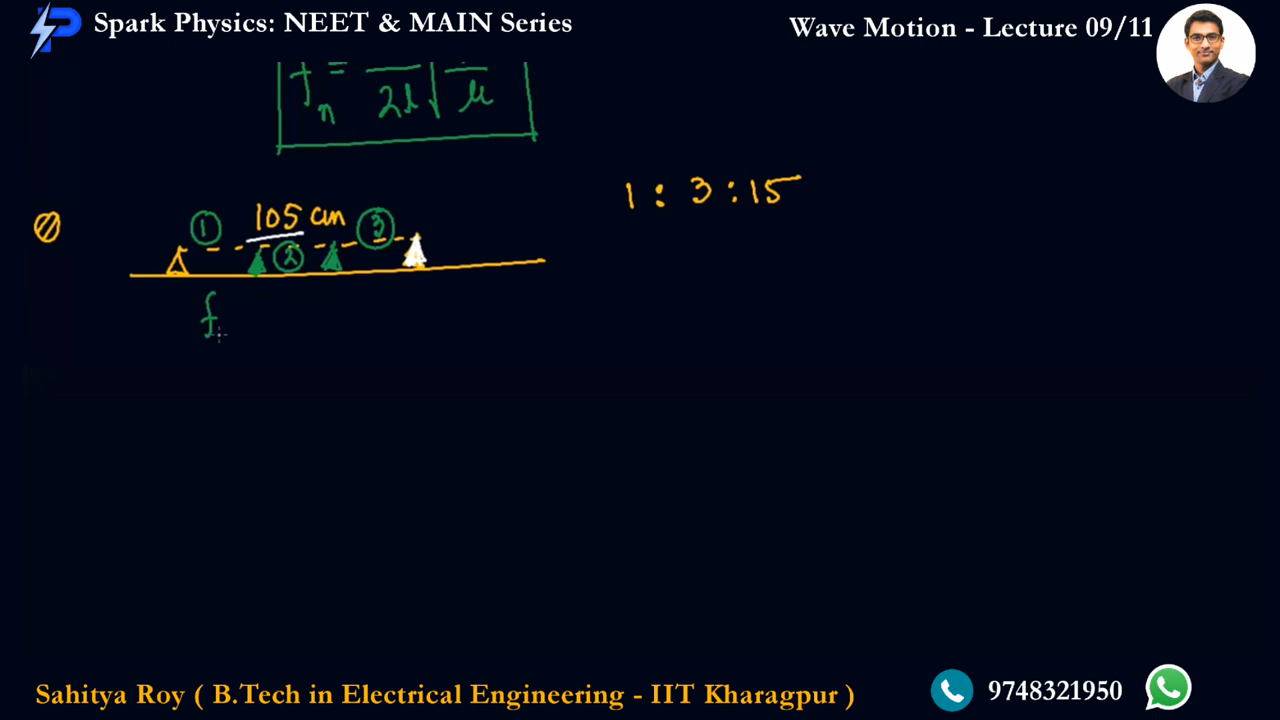 Spark Physics: NEET & MAIN Series
Wave Motion - Lecture 09/11
f n = 2l √ μ
1 : 3 : 15
① 105 cm ③
②
f
Sahitya Roy ( B.Tech in Electrical Engineering - IIT Kharagpur )
9748321950